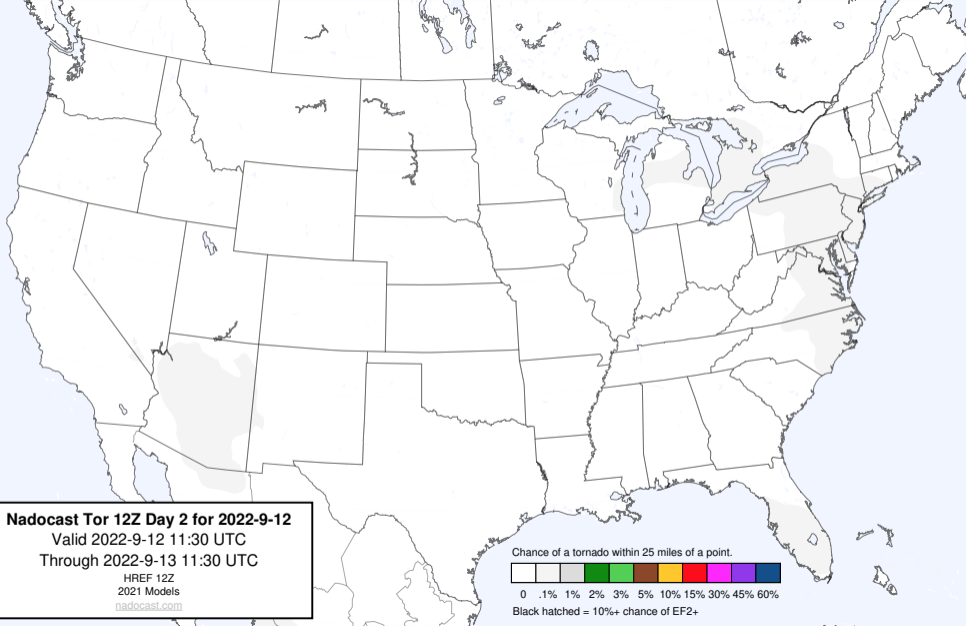 Nadocast Tor 12Z Day 2 for 2022-9-12
Valid 2022-9-12 11:30 UTC
Through 2022-9-13 11:30 UTC
HREF 12Z
2021 Models
nadocast.com
Chance of a tornado within 25 miles of a point.
0 .1% 1% 2% 3% 5% 10% 15% 30% 45% 60%
Black hatched = 10%+ chance of EF2+